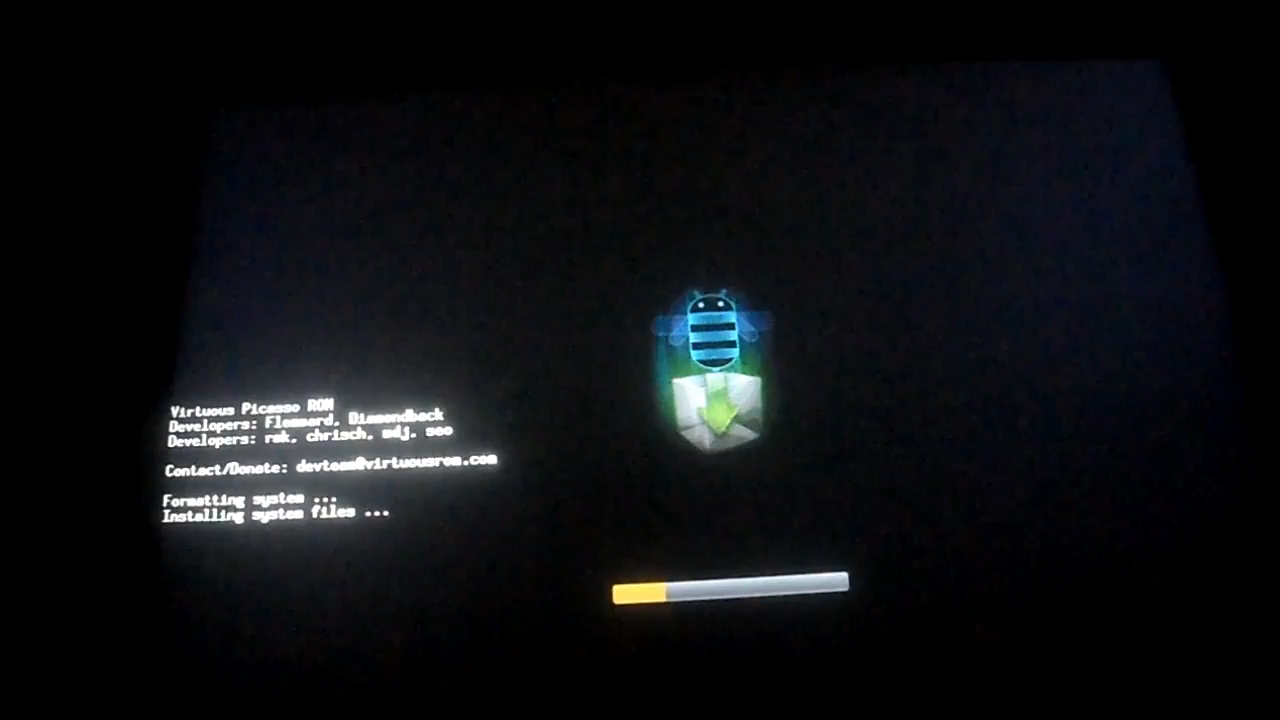 Virtuous Picasso ROM
Developers: Flemmard, Diamondback
Developers: rmk, chrisch, mdj, seo
Contact/Donate: devteam@virtuousrom.com
Formatting system ...
Installing system files ...